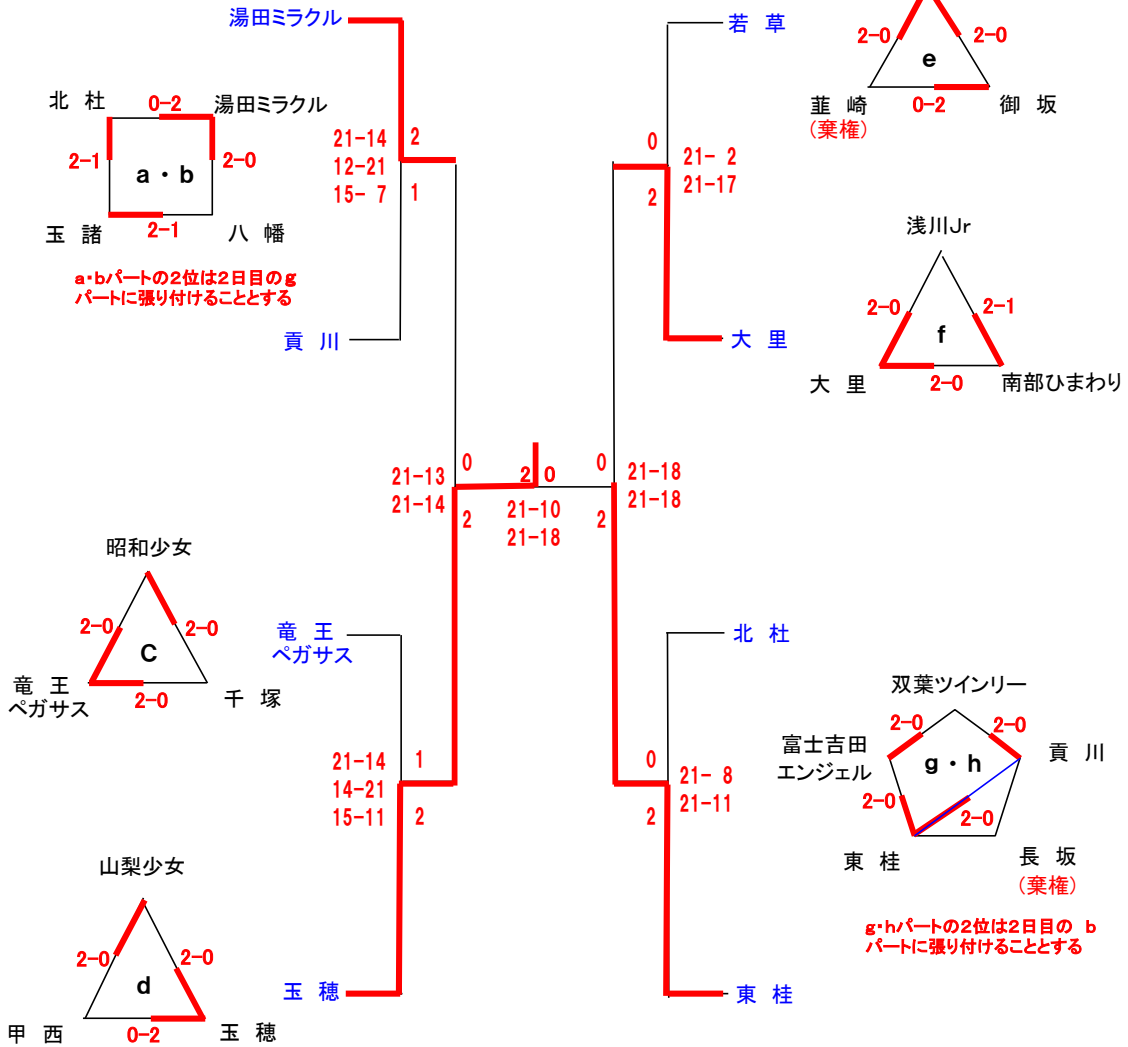 湯田ミラクル
北 杜
0-2
湯田ミラクル
2-1
a・b
2-0
玉 諸
2-1
八 幡
a・bパートの2位は2日目のg
パートに張り付けることとする
21-14
12-21
15- 7
2
1
貢 川
若 草
0
21- 2
21-17
2
大 里
2-0
2-0
e
韮 崎
(棄権)
0-2
御 坂
浅川Jr
2-0
2-1
f
大 里
2-0
南部ひまわり
21-13
21-14
0
2
2 0
21-10
21-18
0
2
21-18
21-18
昭和少女
2-0
2-0
C
竜 王
ペガサス
2-0
千 塚
竜 王
ペガサス
21-14
14-21
15-11
1
2
玉 穂
山梨少女
2-0
2-0
d
甲 西
0-2
玉 穂
北 杜
0
21- 8
21-11
2
東 桂
双葉ツインリー
2-0
2-0
富士吉田
エンジェル
g・h
貢 川
2-0
2-0
東 桂
長 坂
(棄権)
g・hパートの2位は2日目の b
パートに張り付けることとする